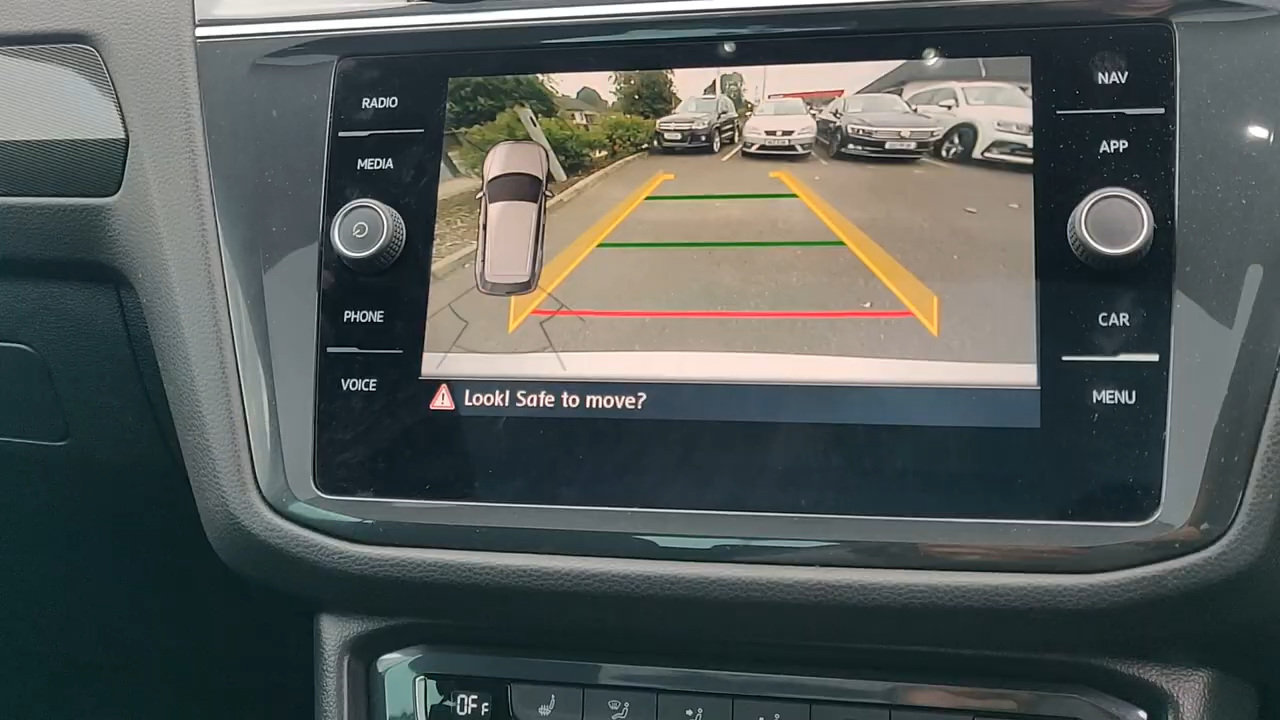 RADIO
MEDIA
PHONE
VOICE
NAV
APP
CAR
MENU
Look! Safe to move?
OFF